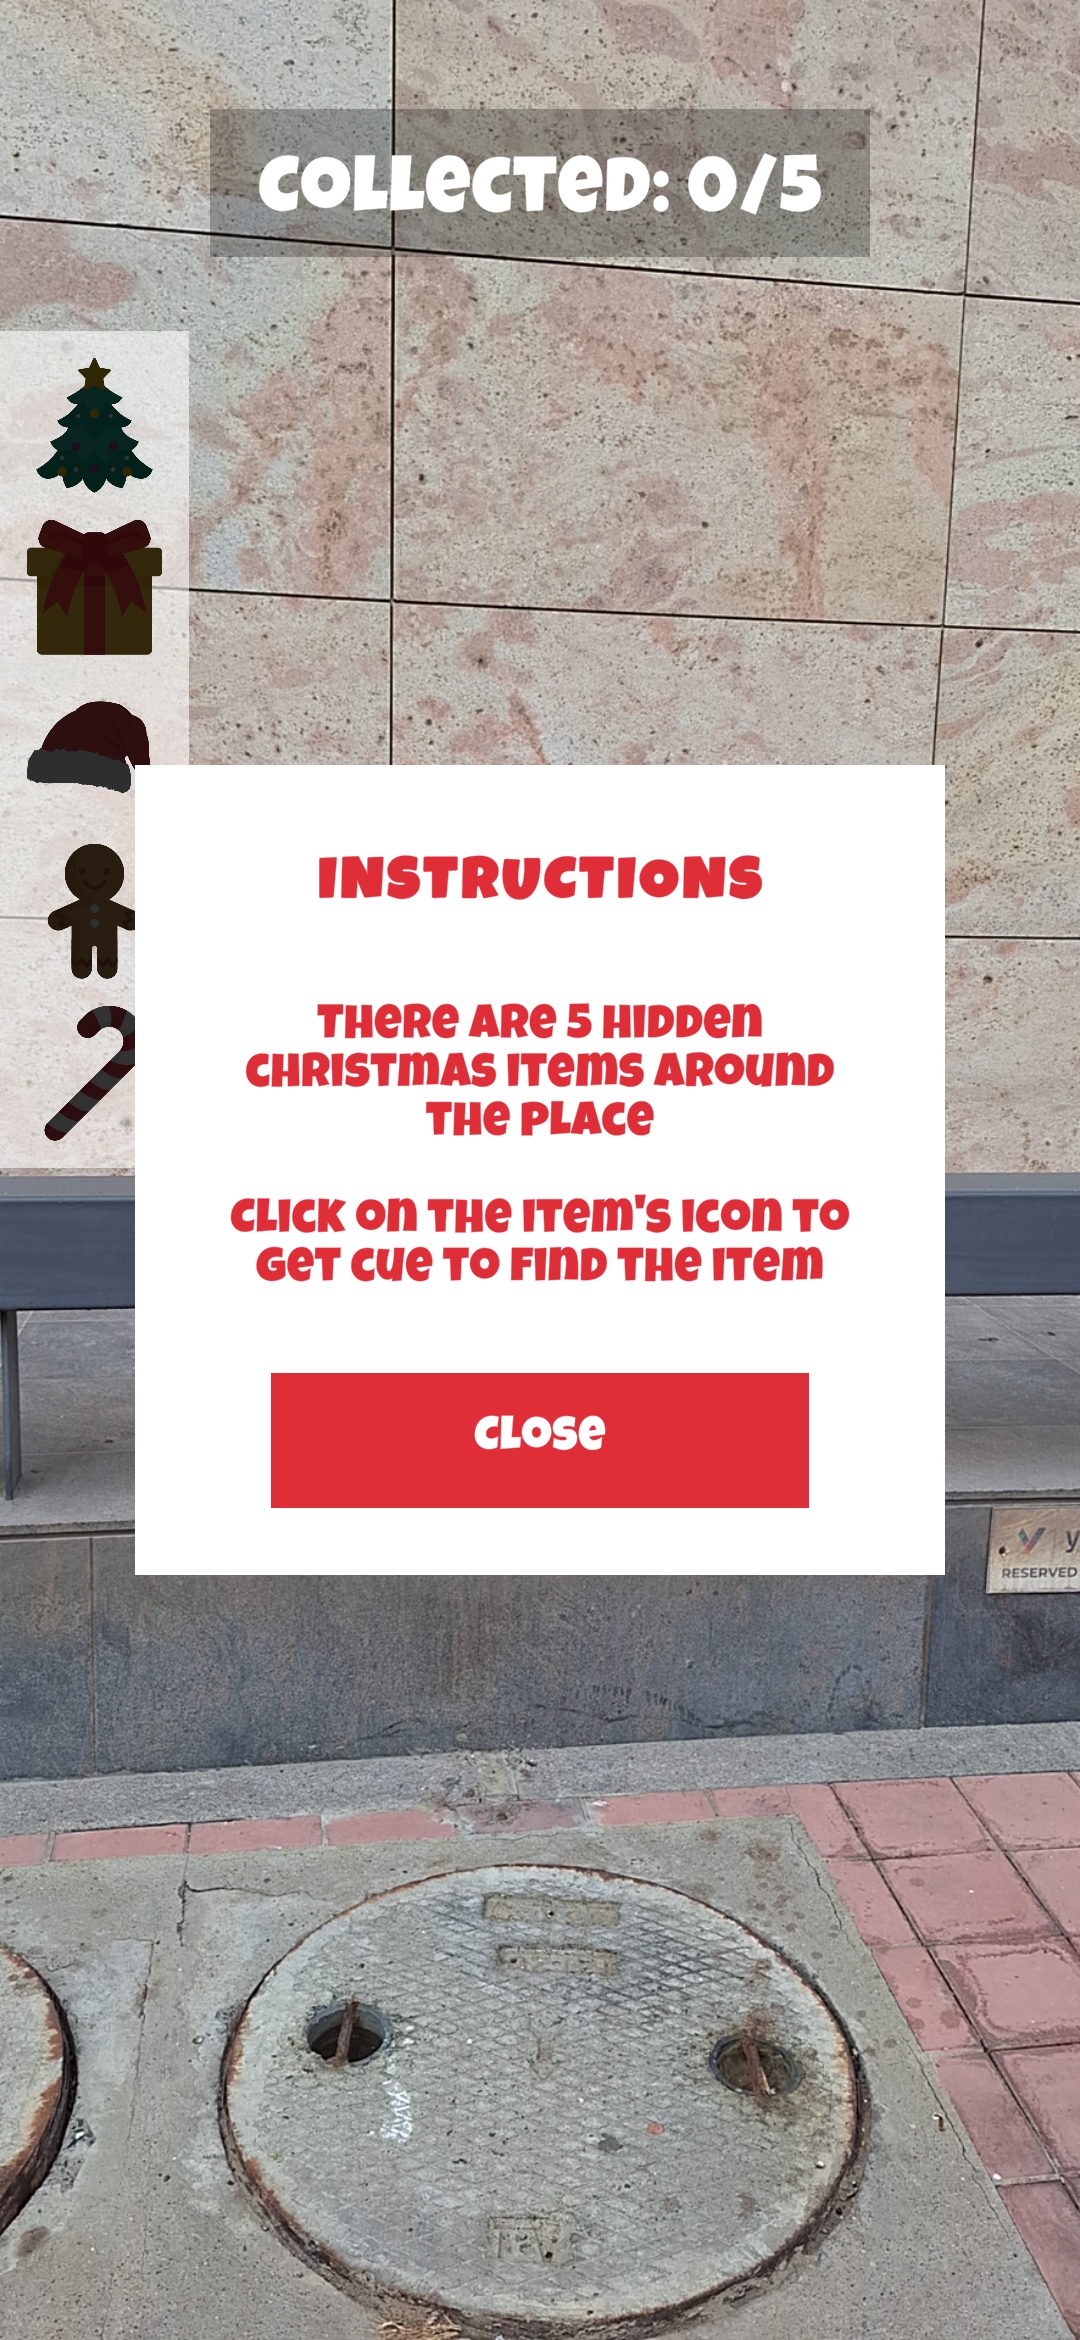 COLLECTED: 0/5
INSTRUCTIONS
THERE ARE 5 HIDDEN
CHRISTMAS ITEMS AROUND
THE PLACE
CLICK ON THE ITEM'S ICON TO
GET CUE TO FIND THE ITEM
CLOSE
y
RESERVED